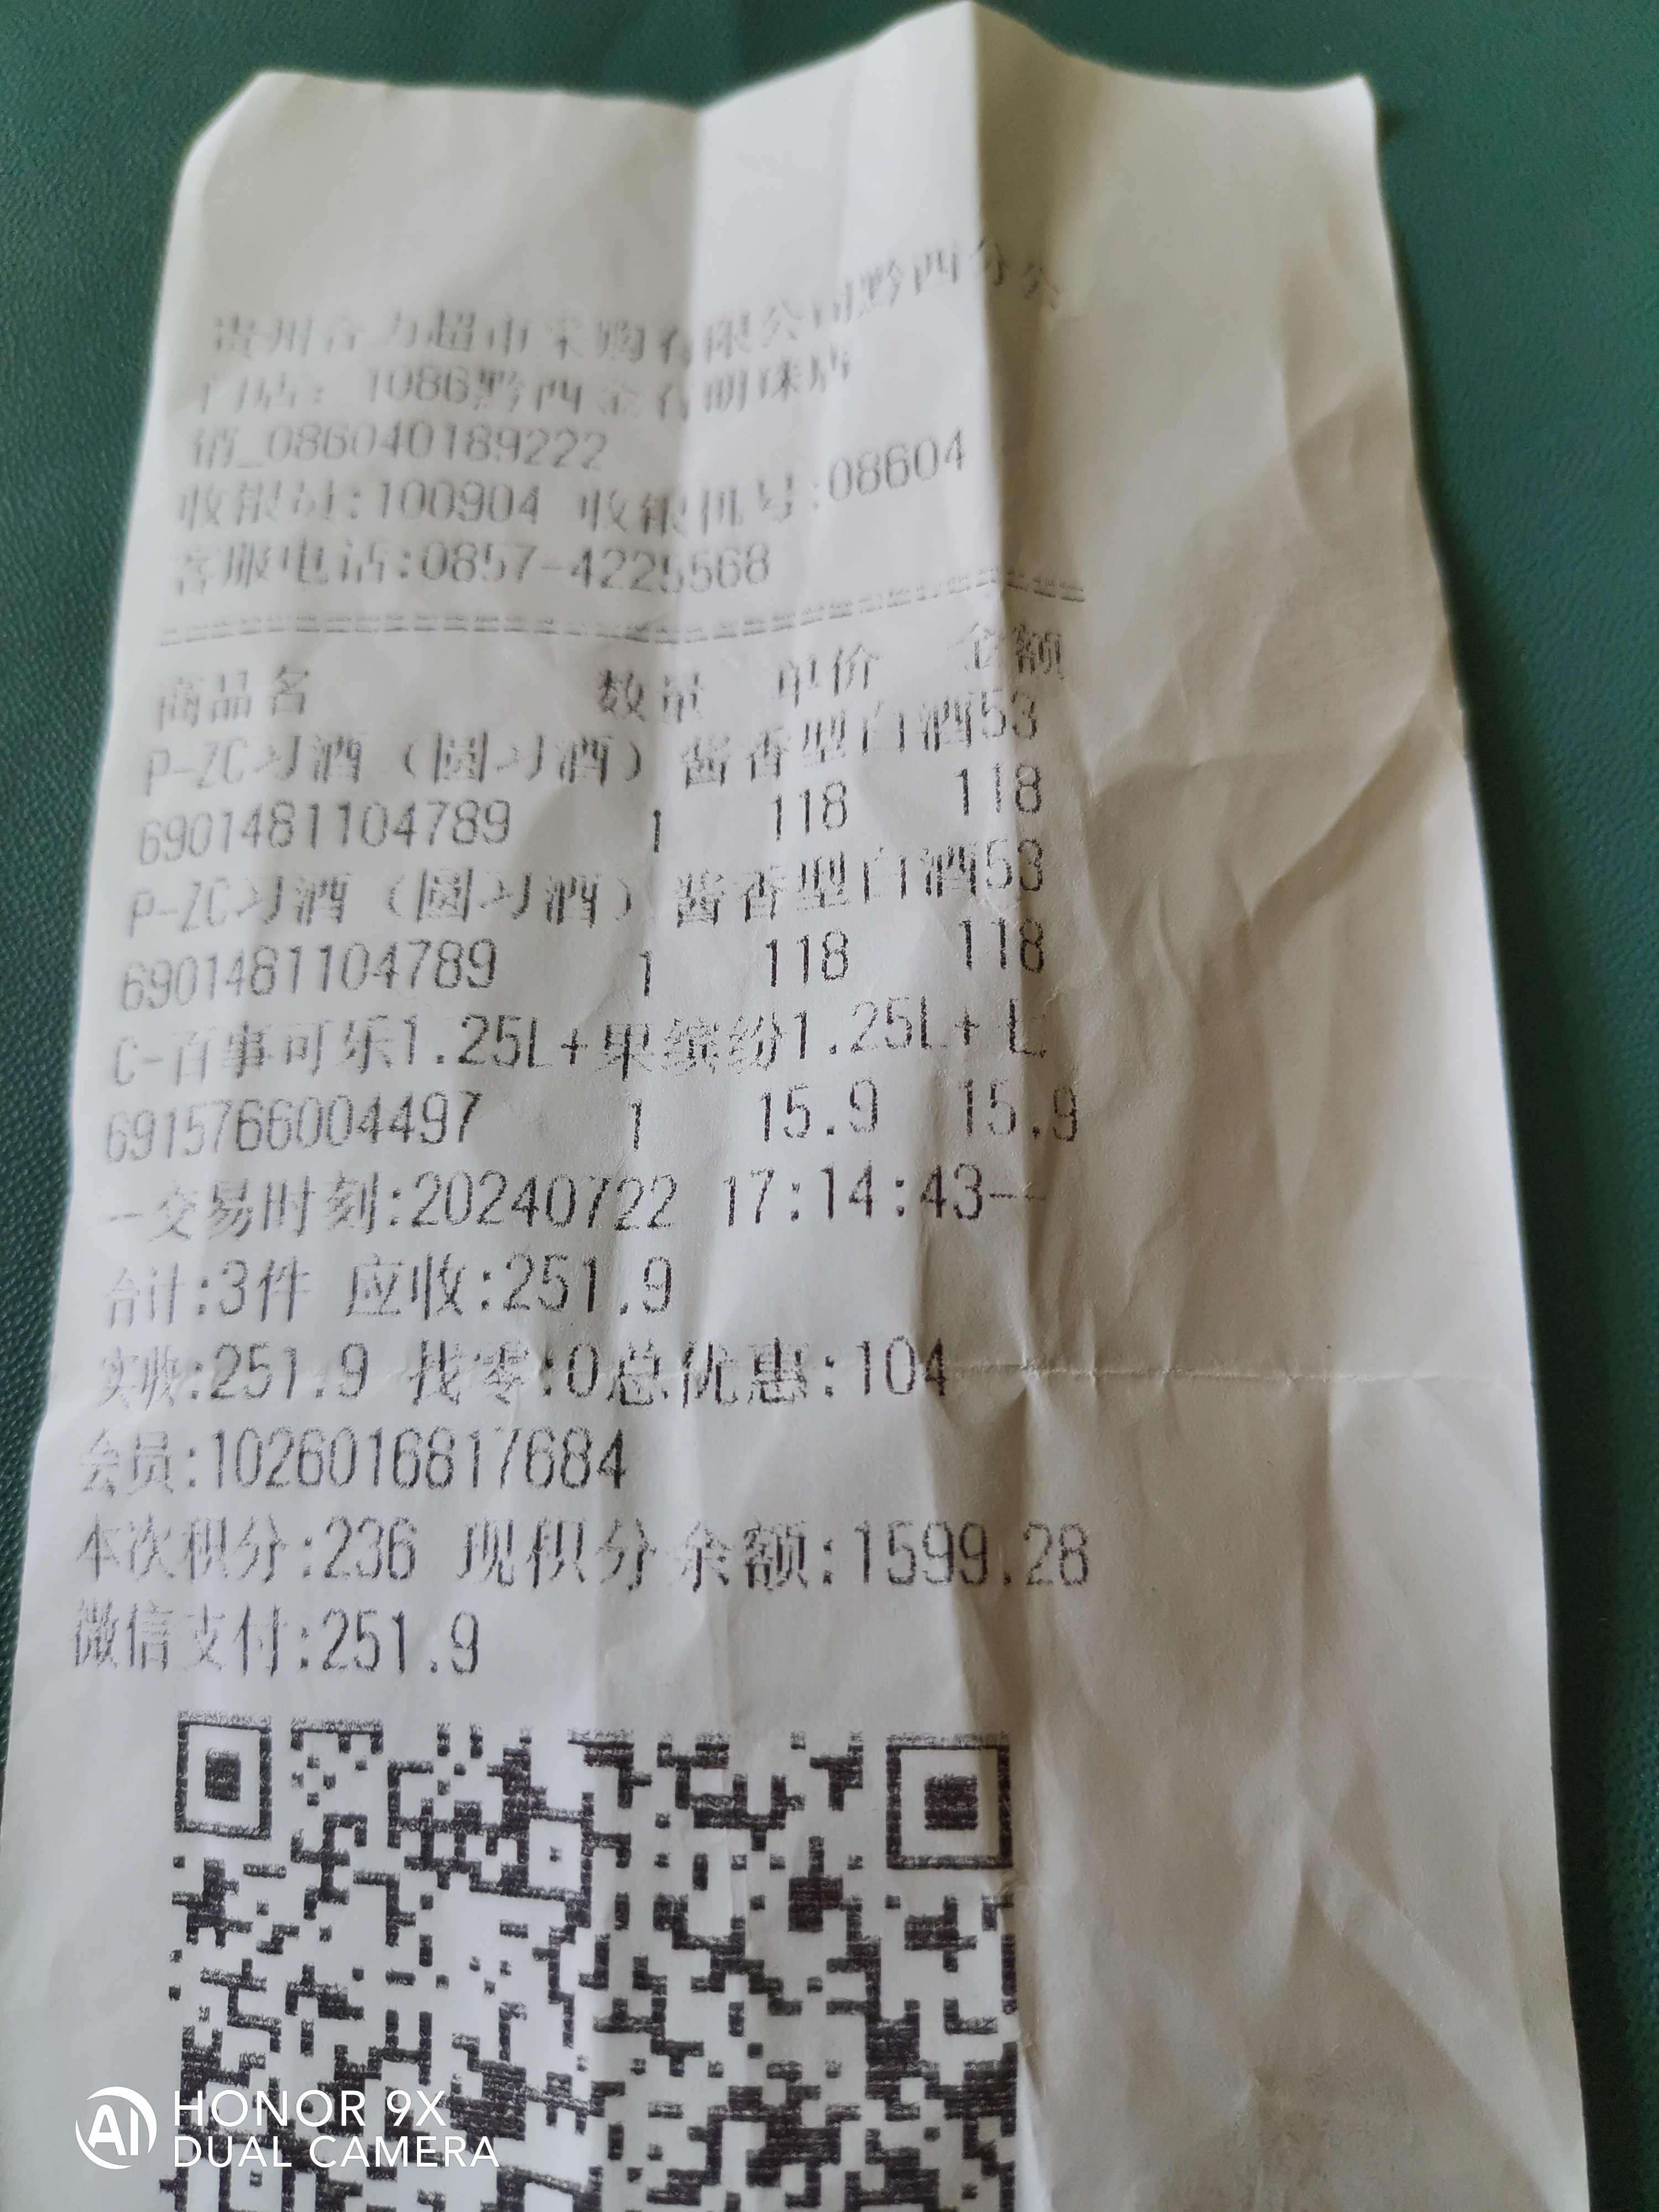 贵州合力超市采购有限公司黔西分公
门店：1086黔西金石明珠店
销_086040189222
收银员:100904 收银机号:08604
客服电话:0857-4225568
商品名 数量 单价 金额
P-ZC习酒（圆习酒）酱香型白酒53
6901481104789 1 118 118
P-ZC习酒（圆习酒）酱香型白酒53
6901481104789 1 118 118
C-百事可乐1.25L+果缤纷1.25L+七
6915766004497 1 15.9 15.9
--交易时刻:20240722 17:14:43--
合计:3件 应收:251.9
实收:251.9 找零:0总优惠:104
会员:1026016817684
本次积分:236 现积分余额:1599.28
微信支付:251.9
AI HONOR 9X
DUAL CAMERA